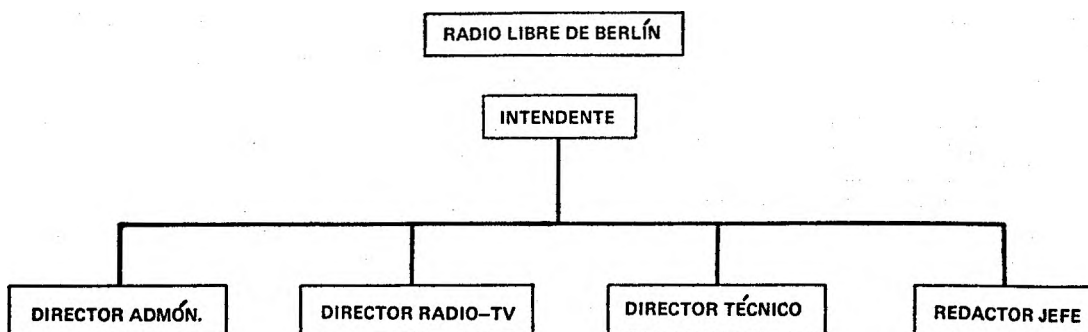 RADIO LIBRE DE BERLÍN
INTENDENTE
DIRECTOR ADMÓN.
DIRECTOR RADIO–TV
DIRECTOR TÉCNICO
REDACTOR JEFE